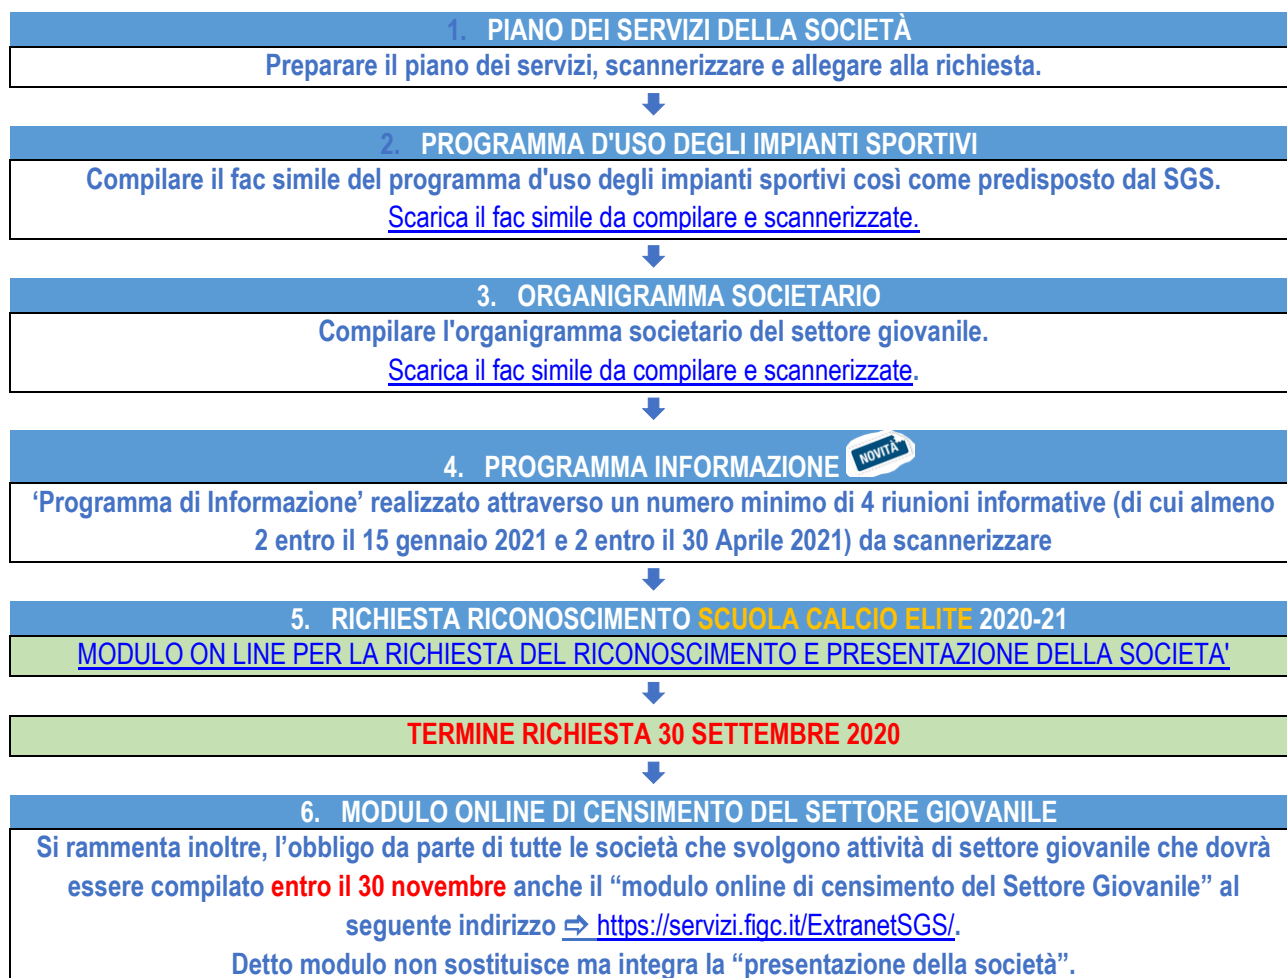 1. PIANO DEI SERVIZI DELLA SOCIETÀ
Preparare il piano dei servizi, scannerizzare e allegare alla richiesta.
2. PROGRAMMA D'USO DEGLI IMPIANTI SPORTIVI
Compilare il fac simile del programma d'uso degli impianti sportivi così come predisposto dal SGS.
Scarica il fac simile da compilare e scannerizzate.
3. ORGANIGRAMMA SOCIETARIO
Compilare l'organigramma societario del settore giovanile.
Scarica il fac simile da compilare e scannerizzate.
4. PROGRAMMA INFORMAZIONE NOVITÀ
‘Programma di Informazione’ realizzato attraverso un numero minimo di 4 riunioni informative (di cui almeno
2 entro il 15 gennaio 2021 e 2 entro il 30 Aprile 2021) da scannerizzare
5. RICHIESTA RICONOSCIMENTO SCUOLA CALCIO ELITE 2020-21
MODULO ON LINE PER LA RICHIESTA DEL RICONOSCIMENTO E PRESENTAZIONE DELLA SOCIETA'
TERMINE RICHIESTA 30 SETTEMBRE 2020
6. MODULO ONLINE DI CENSIMENTO DEL SETTORE GIOVANILE
Si rammenta inoltre, l’obbligo da parte di tutte le società che svolgono attività di settore giovanile che dovrà
essere compilato entro il 30 novembre anche il “modulo online di censimento del Settore Giovanile” al
seguente indirizzo ⇨ https://servizi.figc.it/ExtranetSGS/.
Detto modulo non sostituisce ma integra la “presentazione della società”.